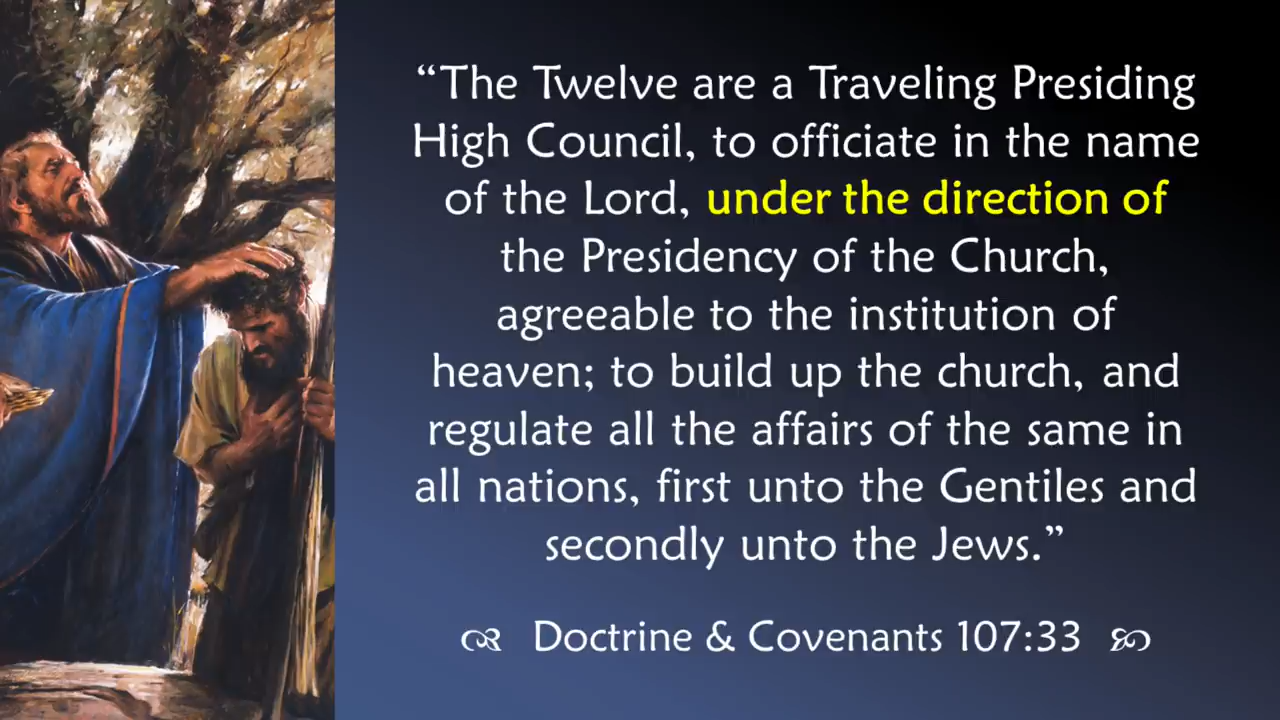 “The Twelve are a Traveling Presiding
High Council, to officiate in the name
of the Lord, under the direction of
the Presidency of the Church,
agreeable to the institution of
heaven; to build up the church, and
regulate all the affairs of the same in
all nations, first unto the Gentiles and
secondly unto the Jews.”
Doctrine & Covenants 107:33